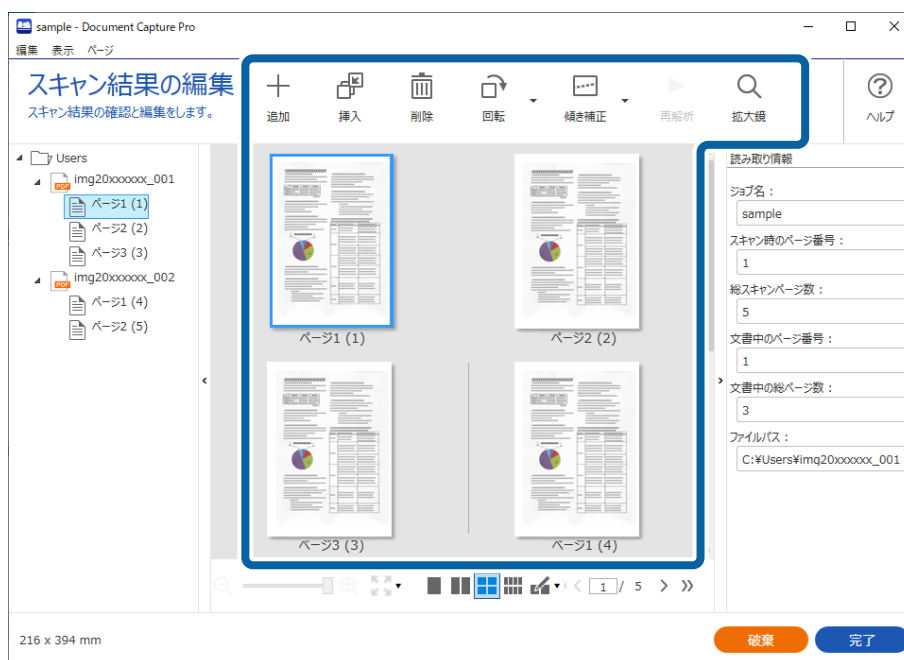 sample - Document Capture Pro
編集 表示 ページ
スキャン結果の編集
スキャン結果の確認と編集をします。
追加 挿入 削除 回転 傾き補正 再解析 拡大鏡 ヘルプ
Users
img20xxxxxx_001
PDF
ページ1 (1)
ページ2 (2)
ページ3 (3)
img20xxxxxx_002
PDF
ページ1 (4)
ページ2 (5)
ページ1 (1) ページ2 (2)
ページ3 (3) ページ1 (4)
読み取り情報
ジョブ名：
sample
スキャン時のページ番号：
1
総スキャンページ数：
5
文書中のページ番号：
1
文書中の総ページ数：
3
ファイルパス：
C:¥Users¥img20xxxxxx_001
1 / 5
216 x 394 mm
破棄 完了